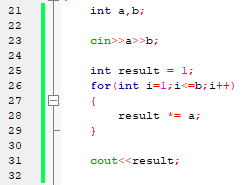 21 int a,b;
22
23 cin>>a>>b;
24
25 int result = 1;
26 for(int i=1;i<=b;i++)
27 {
28 result *= a;
29 }
30
31 cout<<result;
32